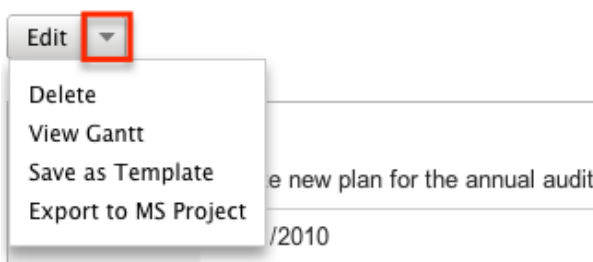 Edit
Delete
View Gantt
Save as Template
Export to MS Project
new plan for the annual audit
/2010